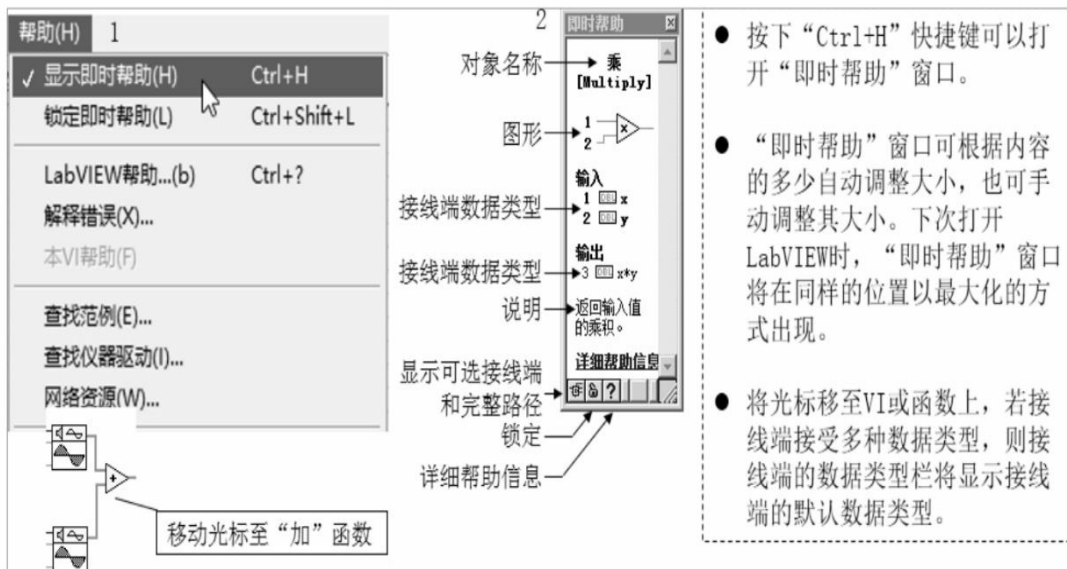 帮助(H) 1
✓ 显示即时帮助(H) Ctrl+H
锁定即时帮助(L) Ctrl+Shift+L
LabVIEW帮助...(b) Ctrl+?
解释错误(X)...
本VI帮助(F)
查找范例(E)...
查找仪器驱动(I)...
网络资源(W)...
移动光标至“加”函数
2
即时帮助
对象名称
乘
[Multiply]
图形
1
2
x
输入
接线端数据类型
1 DBL x
2 DBL y
输出
接线端数据类型
3 DBL x*y
说明
返回输入值
的乘积。
详细帮助信息
显示可选接线端
和完整路径
?
锁定
详细帮助信息
● 按下“Ctrl+H”快捷键可以打
开“即时帮助”窗口。
● “即时帮助”窗口可根据内容
的多少自动调整大小，也可手
动调整其大小。下次打开
LabVIEW时，“即时帮助”窗口
将在同样的位置以最大化的方
式出现。
● 将光标移至VI或函数上，若接
线端接受多种数据类型，则接
线端的数据类型栏将显示接线
端的默认数据类型。